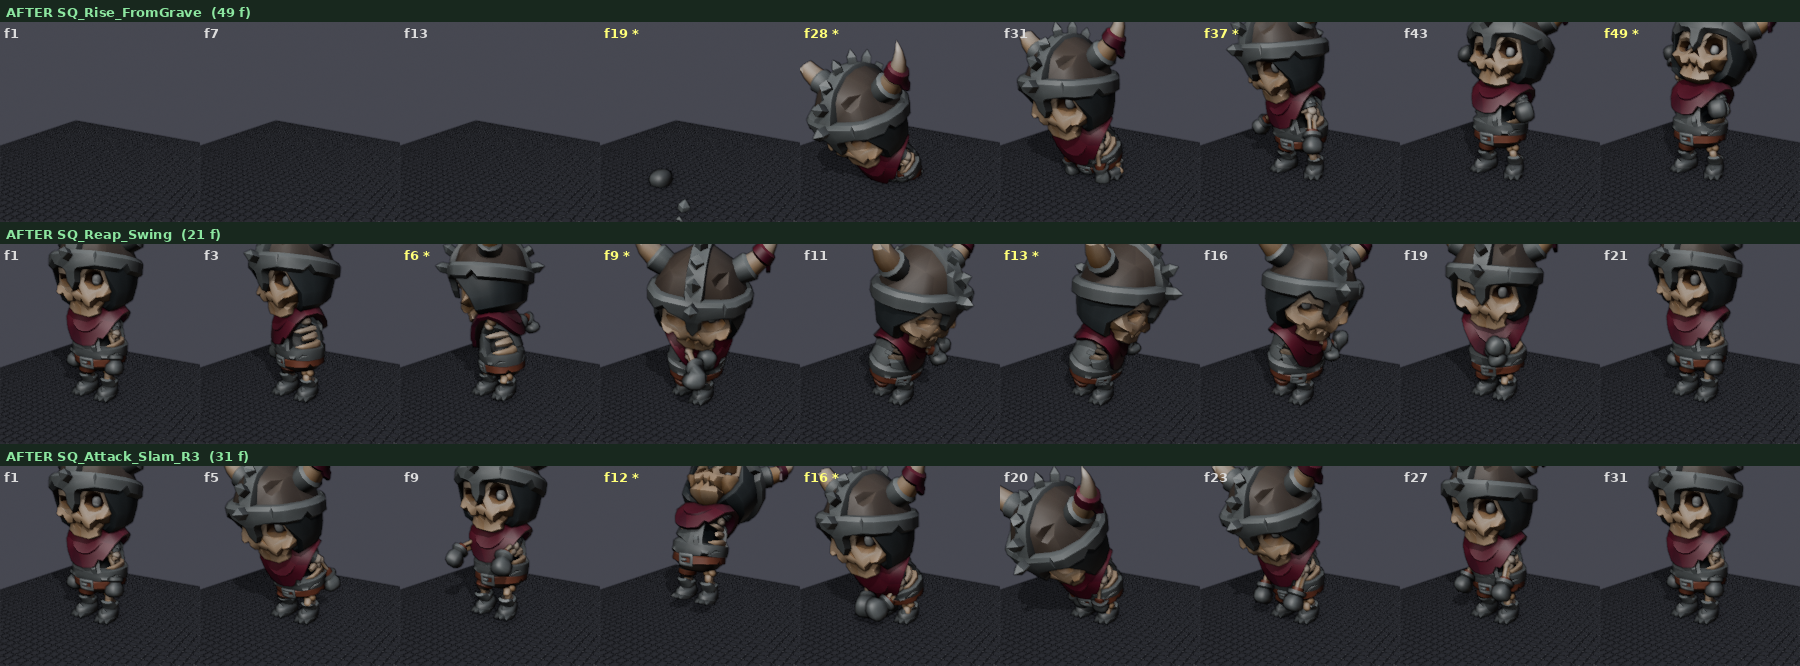 AFTER SQ_Rise_FromGrave (49 f)
f1 f7 f13 f19 * f28 * f31 f37 * f43 f49 *
AFTER SQ_Reap_Swing (21 f)
f1 f3 f6 * f9 * f11 f13 * f16 f19 f21
AFTER SQ_Attack_Slam_R3 (31 f)
f1 f5 f9 f12 * f16 * f20 f23 f27 f31